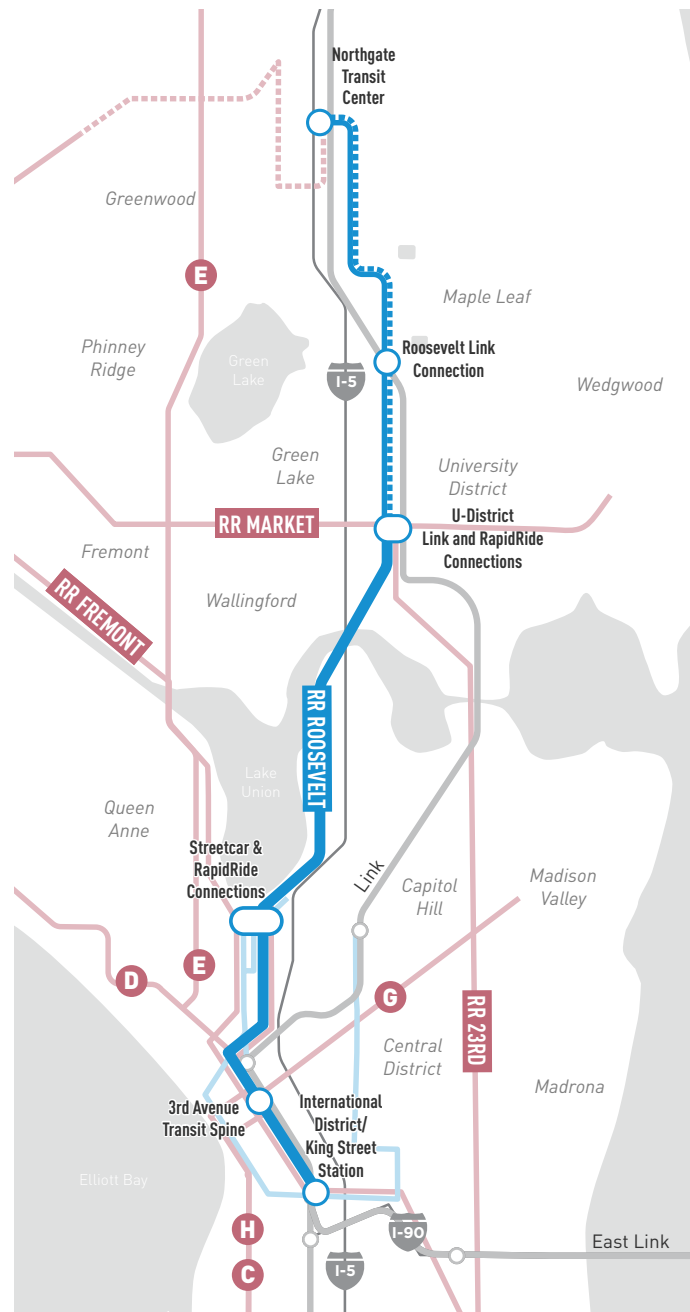 Northgate
Transit
Center
Greenwood
E
Maple Leaf
Phinney
Ridge
Green
Lake
Roosevelt Link
Connection
I-5
Wedgwood
Green
Lake
University
District
RR MARKET
U-District
Link and RapidRide
Connections
Fremont
RR FREMONT
Wallingford
RR ROOSEVELT
Lake
Union
Queen
Anne
Streetcar &
RapidRide
Connections
Link
Capitol
Hill
Madison
Valley
D
E
G
RR 23RD
Central
District
Madrona
3rd Avenue
Transit Spine
International
District/
King Street
Station
Elliott Bay
H
I-90
East Link
C
I-5